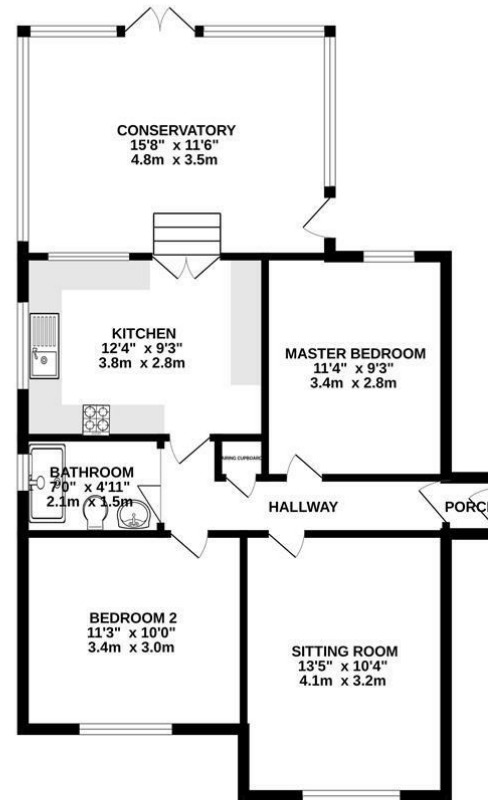 CONSERVATORY
15'8" x 11'6"
4.8m x 3.5m
KITCHEN
12'4" x 9'3"
3.8m x 2.8m
MASTER BEDROOM
11'4" x 9'3"
3.4m x 2.8m
BATHROOM
7'0" x 4'11"
2.1m x 1.5m
CUPBOARD
HALLWAY
PORC
BEDROOM 2
11'3" x 10'0"
3.4m x 3.0m
SITTING ROOM
13'5" x 10'4"
4.1m x 3.2m